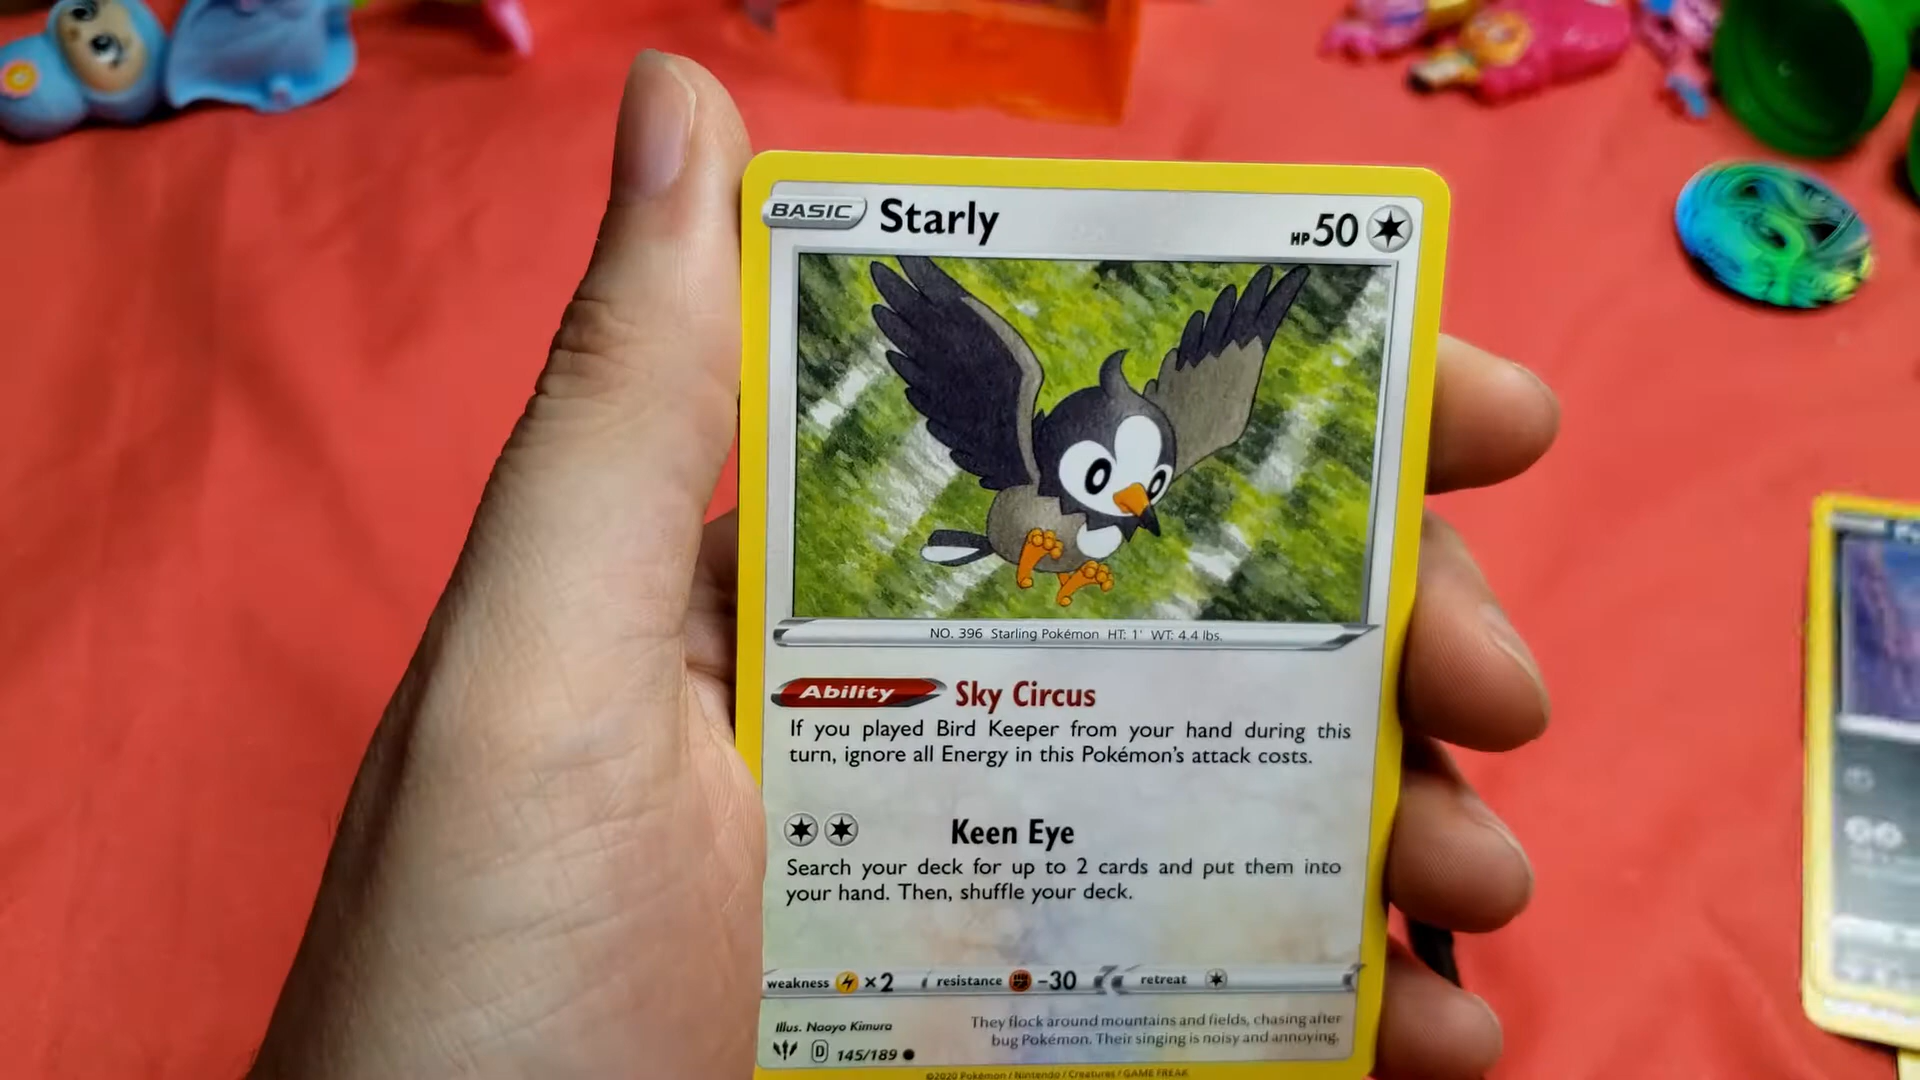 BASIC Starly HP 50
NO. 396 Starling Pokémon HT: 1' WT: 4.4 lbs.
Ability Sky Circus
If you played Bird Keeper from your hand during this
turn, ignore all Energy in this Pokémon's attack costs.
Keen Eye
Search your deck for up to 2 cards and put them into
your hand. Then, shuffle your deck.
weakness ×2 resistance -30 retreat
Illus. Naoyo Kimura
They flock around mountains and fields, chasing after
bug Pokémon. Their singing is noisy and annoying.
D 145/189
©2020 Pokémon / Nintendo / Creatures / GAME FREAK